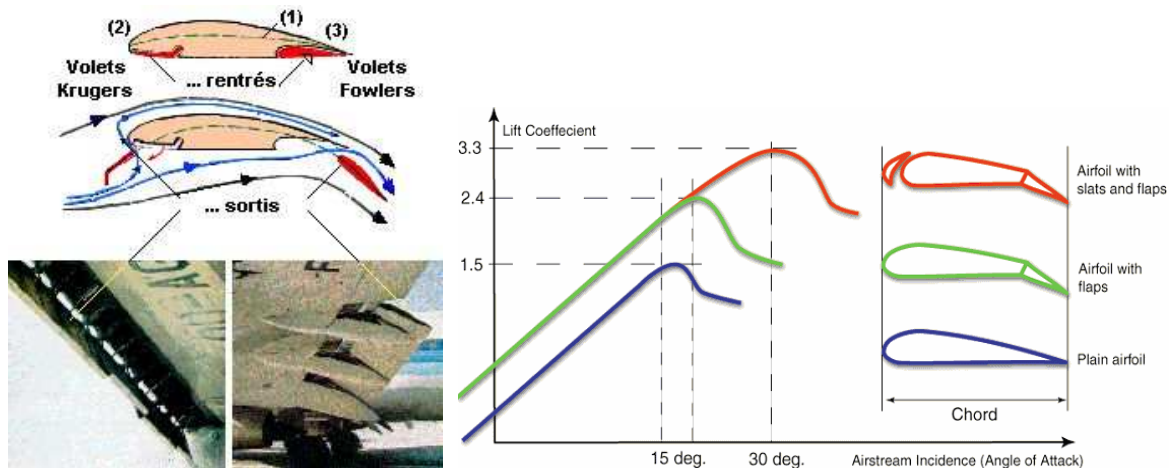 (1)
(2)
(3)
Volets
Krugers
... rentrés
Volets
Fowlers
... sortis
Lift Coeffecient
3.3
2.4
1.5
15 deg.
30 deg.
Airstream Incidence (Angle of Attack)
Airfoil with
slats and flaps
Airfoil with
flaps
Plain airfoil
Chord